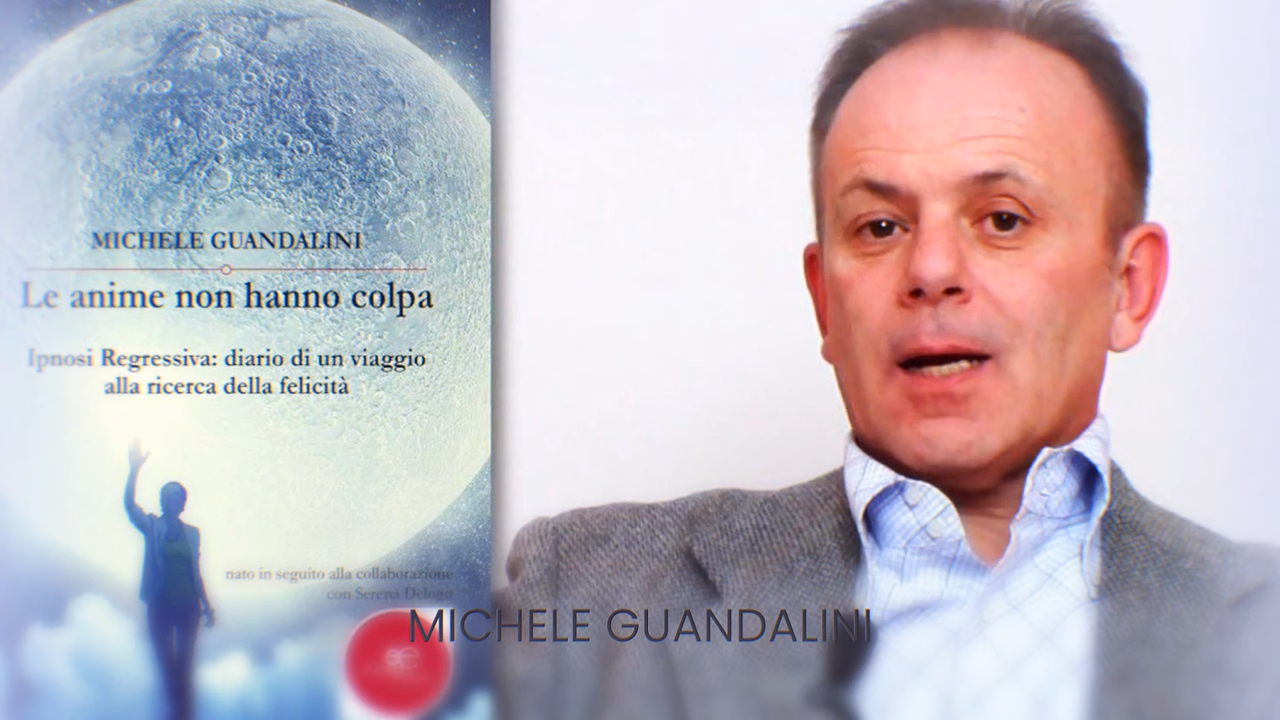 MICHELE GUANDALINI
Le anime non hanno colpa
Ipnosi Regressiva: diario di un viaggio
alla ricerca della felicità
nato in seguito alla collaborazione
con Serena Delogu
MICHELE GUANDALINI